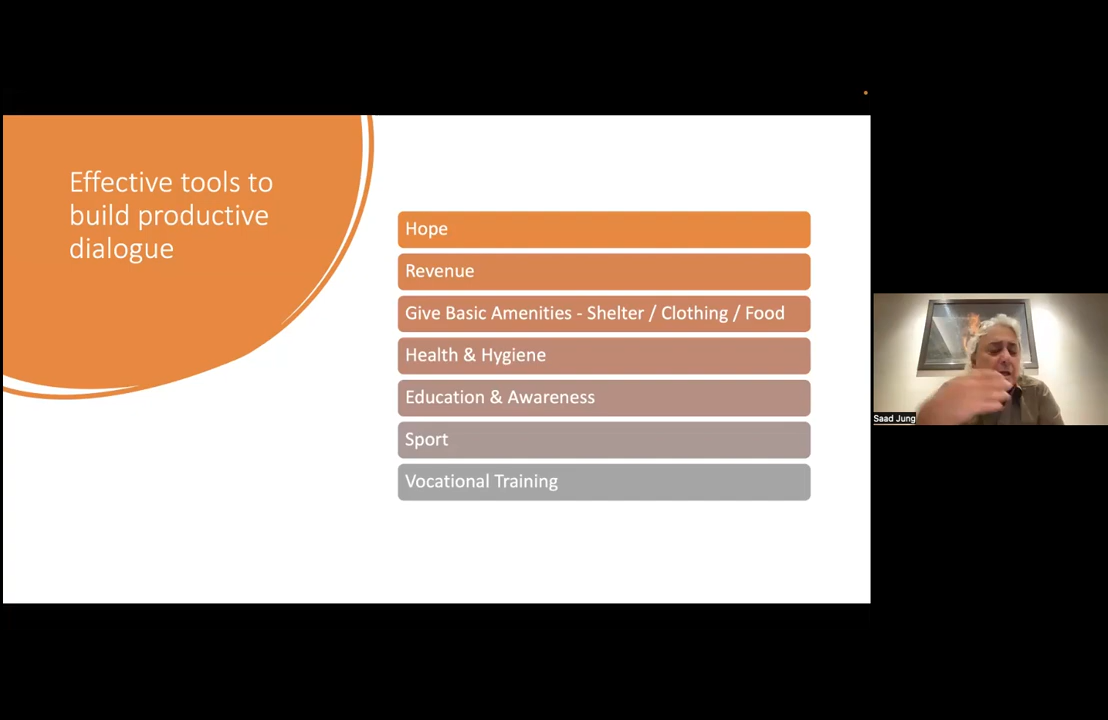 Effective tools to
build productive
dialogue
Hope
Revenue
Give Basic Amenities - Shelter / Clothing / Food
Health & Hygiene
Education & Awareness
Sport
Vocational Training
Saad Jung